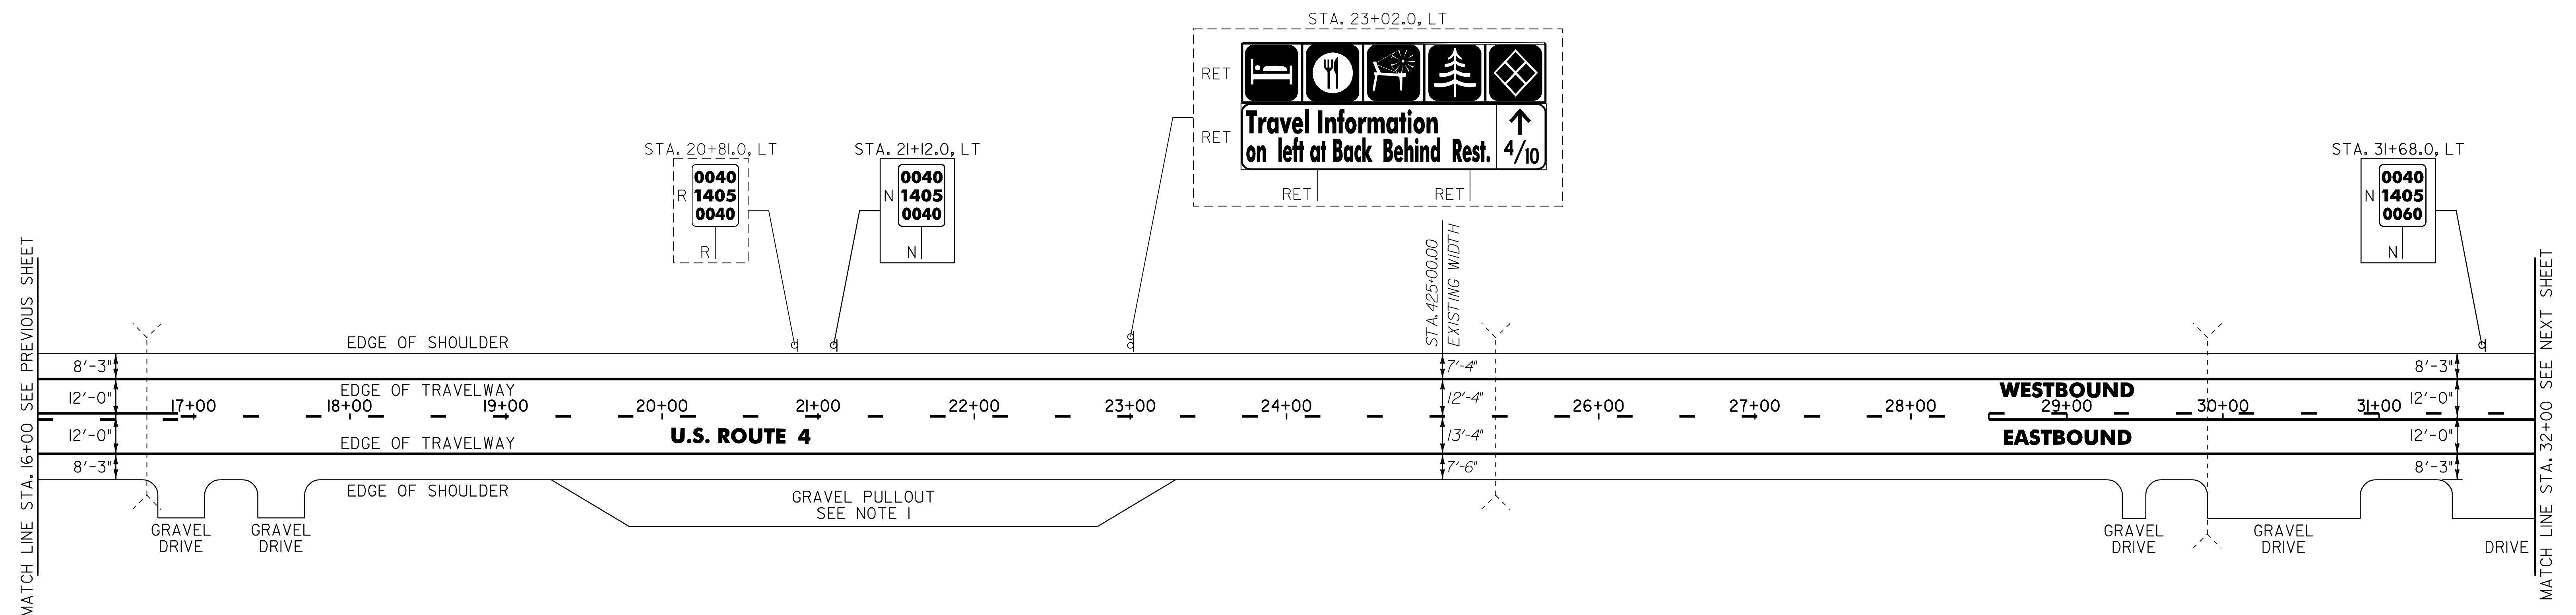 STA. 23+02.0, LT
RET
RET
Travel Information
on left at Back Behind Rest.
4/10
RET
RET
STA. 20+81.0, LT
R
0040
1405
0040
R
STA. 21+12.0, LT
N
0040
1405
0040
N
STA. 31+68.0, LT
N
0040
1405
0060
N
MATCH LINE STA. 16+00 SEE PREVIOUS SHEET
STA. 425+00.00
EXISTING WIDTH
MATCH LINE STA. 32+00 SEE NEXT SHEET
EDGE OF SHOULDER
8'-3"
7'-4"
8'-3"
EDGE OF TRAVELWAY
WESTBOUND
12'-0"
12'-4"
12'-0"
17+00
18+00
19+00
20+00
21+00
22+00
23+00
24+00
26+00
27+00
28+00
29+00
30+00
31+00
12'-0"
U.S. ROUTE 4
13'-4"
EASTBOUND
12'-0"
EDGE OF TRAVELWAY
8'-3"
7'-6"
8'-3"
EDGE OF SHOULDER
GRAVEL PULLOUT
SEE NOTE 1
GRAVEL
DRIVE
GRAVEL
DRIVE
GRAVEL
DRIVE
GRAVEL
DRIVE
DRIVE